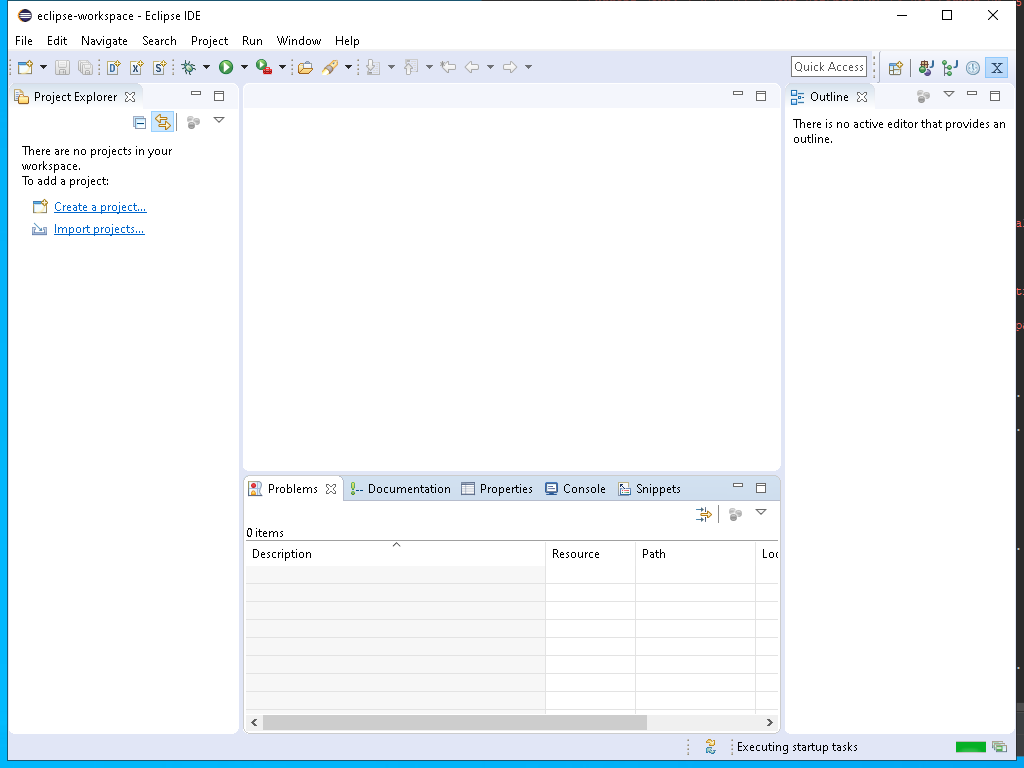 eclipse-workspace - Eclipse IDE
File Edit Navigate Search Project Run Window Help
Quick Access
Project Explorer
Outline
There are no projects in your
workspace.
To add a project:
Create a project...
Import projects...
There is no active editor that provides an
outline.
Problems Documentation Properties Console Snippets
0 items
Description Resource Path Loc
Executing startup tasks